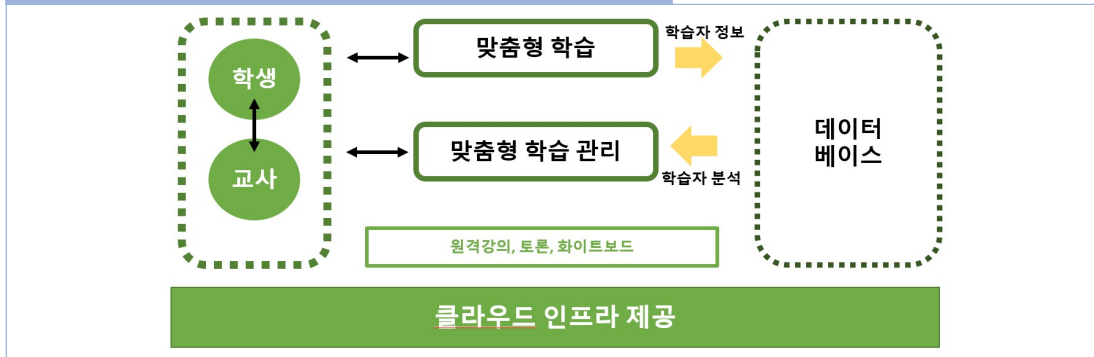 학생
교사
맞춤형 학습
맞춤형 학습 관리
원격강의, 토론, 화이트보드
학습자 정보
학습자 분석
데이터
베이스
클라우드 인프라 제공